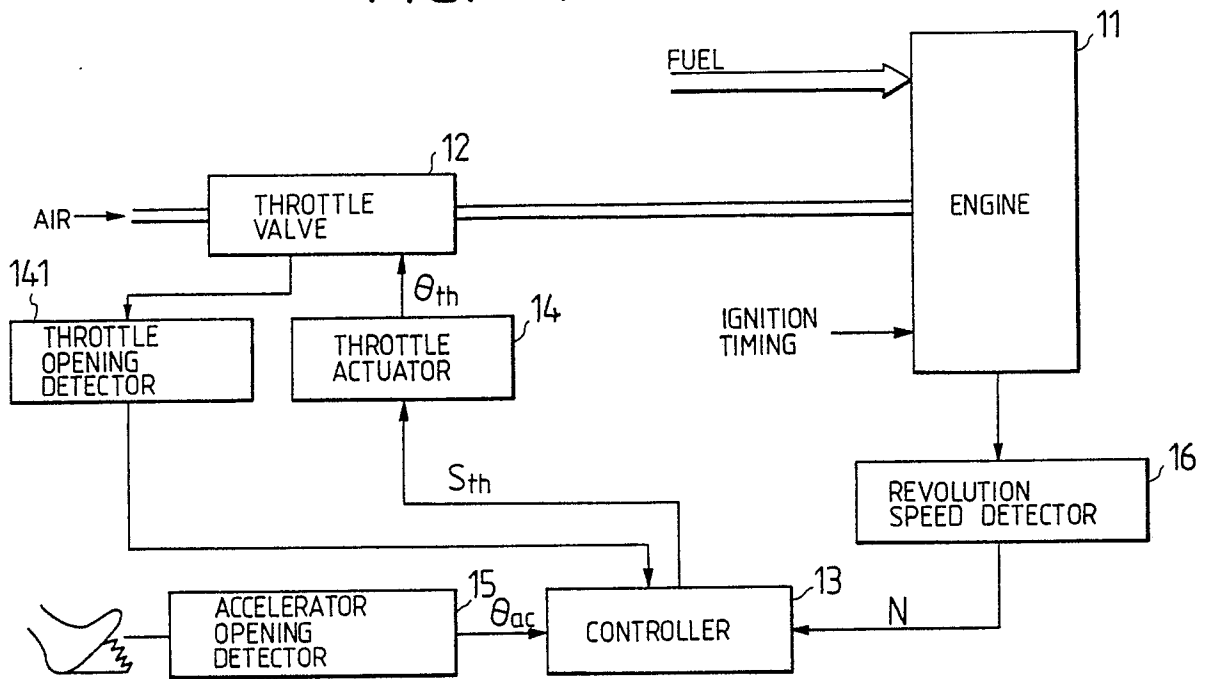 11
FUEL
12
THROTTLE
VALVE
AIR
ENGINE
141
θth
14
THROTTLE
OPENING
DETECTOR
THROTTLE
ACTUATOR
IGNITION
TIMING
Sth
16
REVOLUTION
SPEED DETECTOR
15
ACCELERATOR
OPENING
DETECTOR
θac
13
CONTROLLER
N